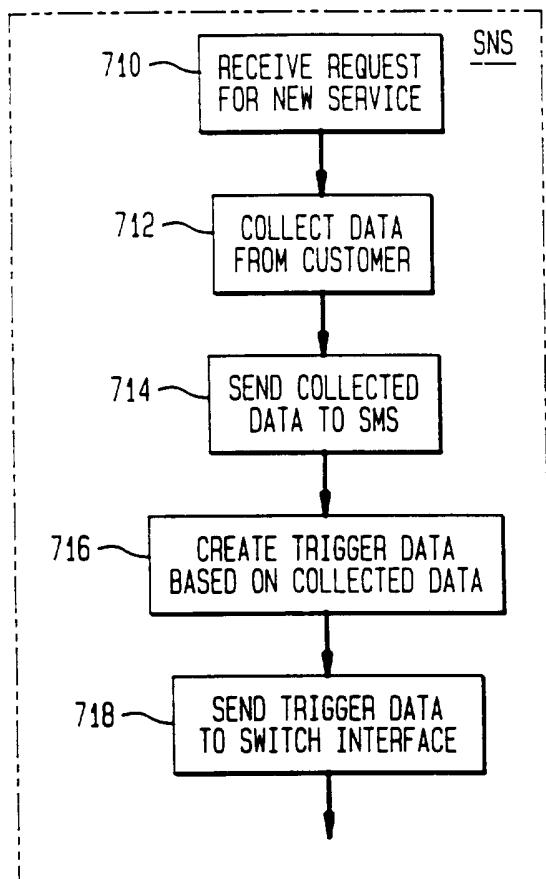 SNS
710
RECEIVE REQUEST
FOR NEW SERVICE
712
COLLECT DATA
FROM CUSTOMER
714
SEND COLLECTED
DATA TO SMS
716
CREATE TRIGGER DATA
BASED ON COLLECTED DATA
718
SEND TRIGGER DATA
TO SWITCH INTERFACE